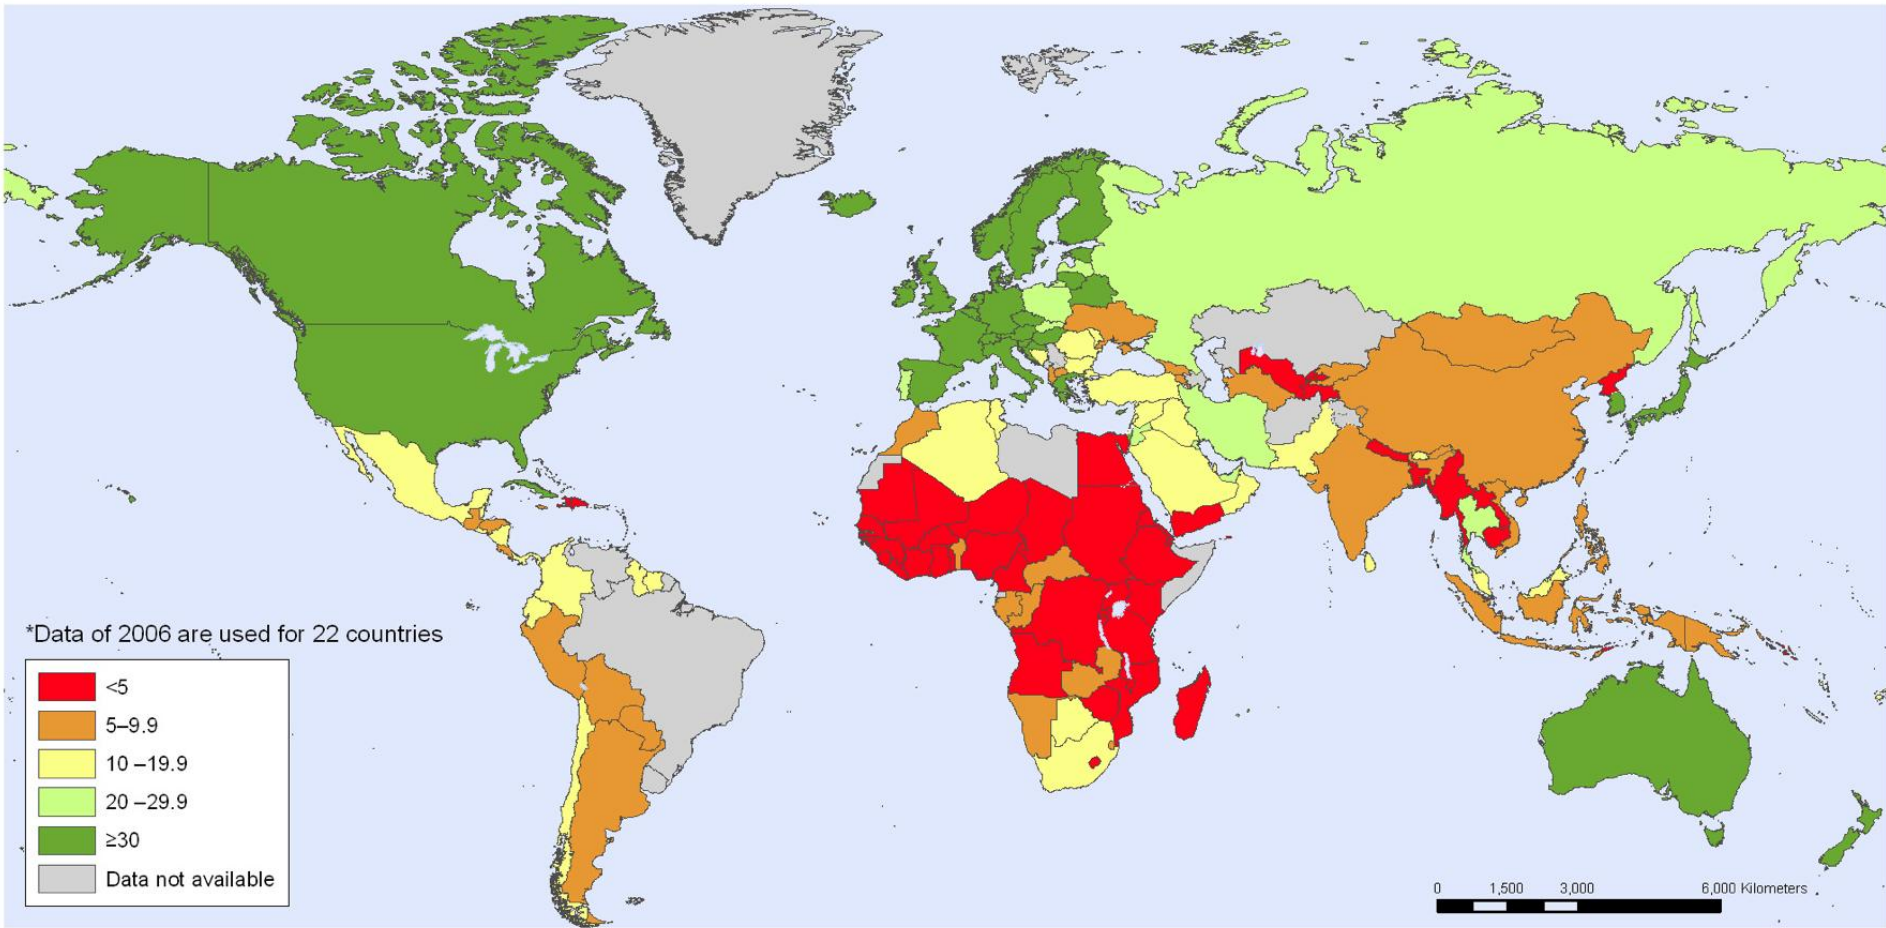 *Data of 2006 are used for 22 countries
<5
5–9.9
10 –19.9
20 –29.9
≥30
Data not available
0 1,500 3,000 6,000 Kilometers